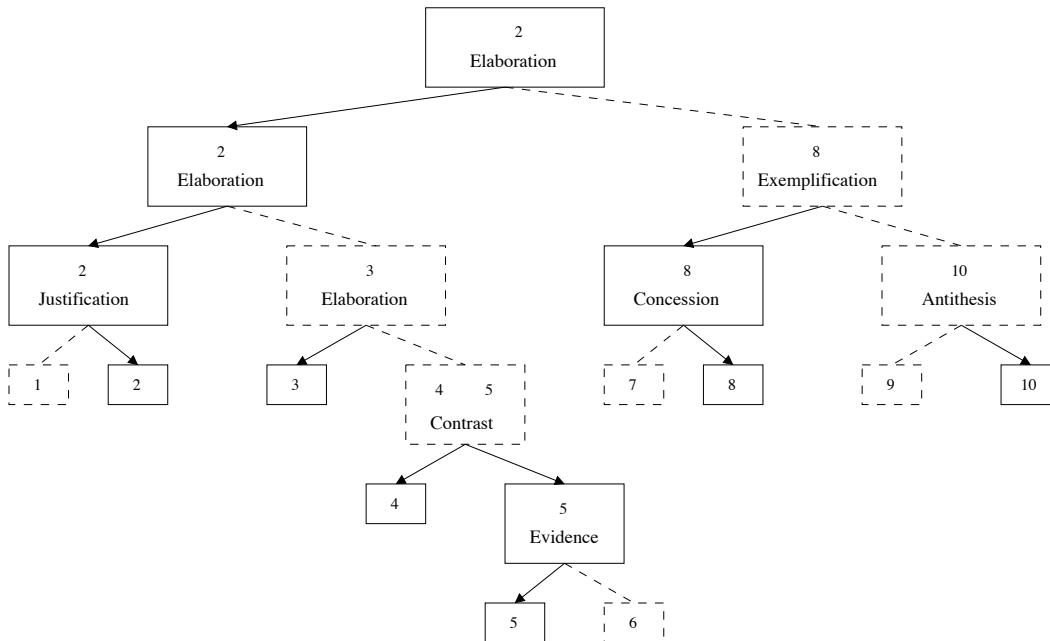 2
Elaboration
2
Elaboration
8
Exemplification
2
Justification
3
Elaboration
8
Concession
10
Antithesis
1
2
3
4 5
Contrast
7
8
9
10
4
5
Evidence
5
6